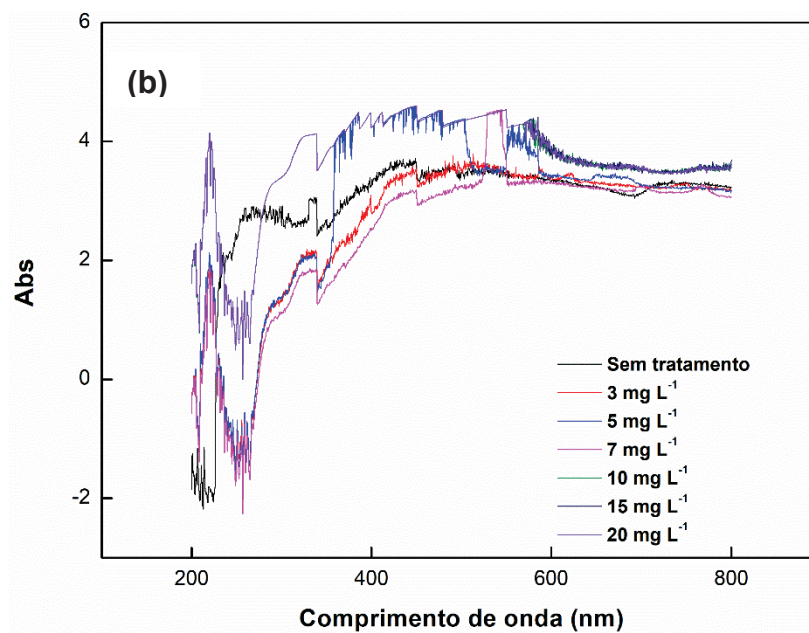 (b)
Abs
6
4
2
0
-2
200
400
600
800
Comprimento de onda (nm)
Sem tratamento
3 mg L⁻¹
5 mg L⁻¹
7 mg L⁻¹
10 mg L⁻¹
15 mg L⁻¹
20 mg L⁻¹